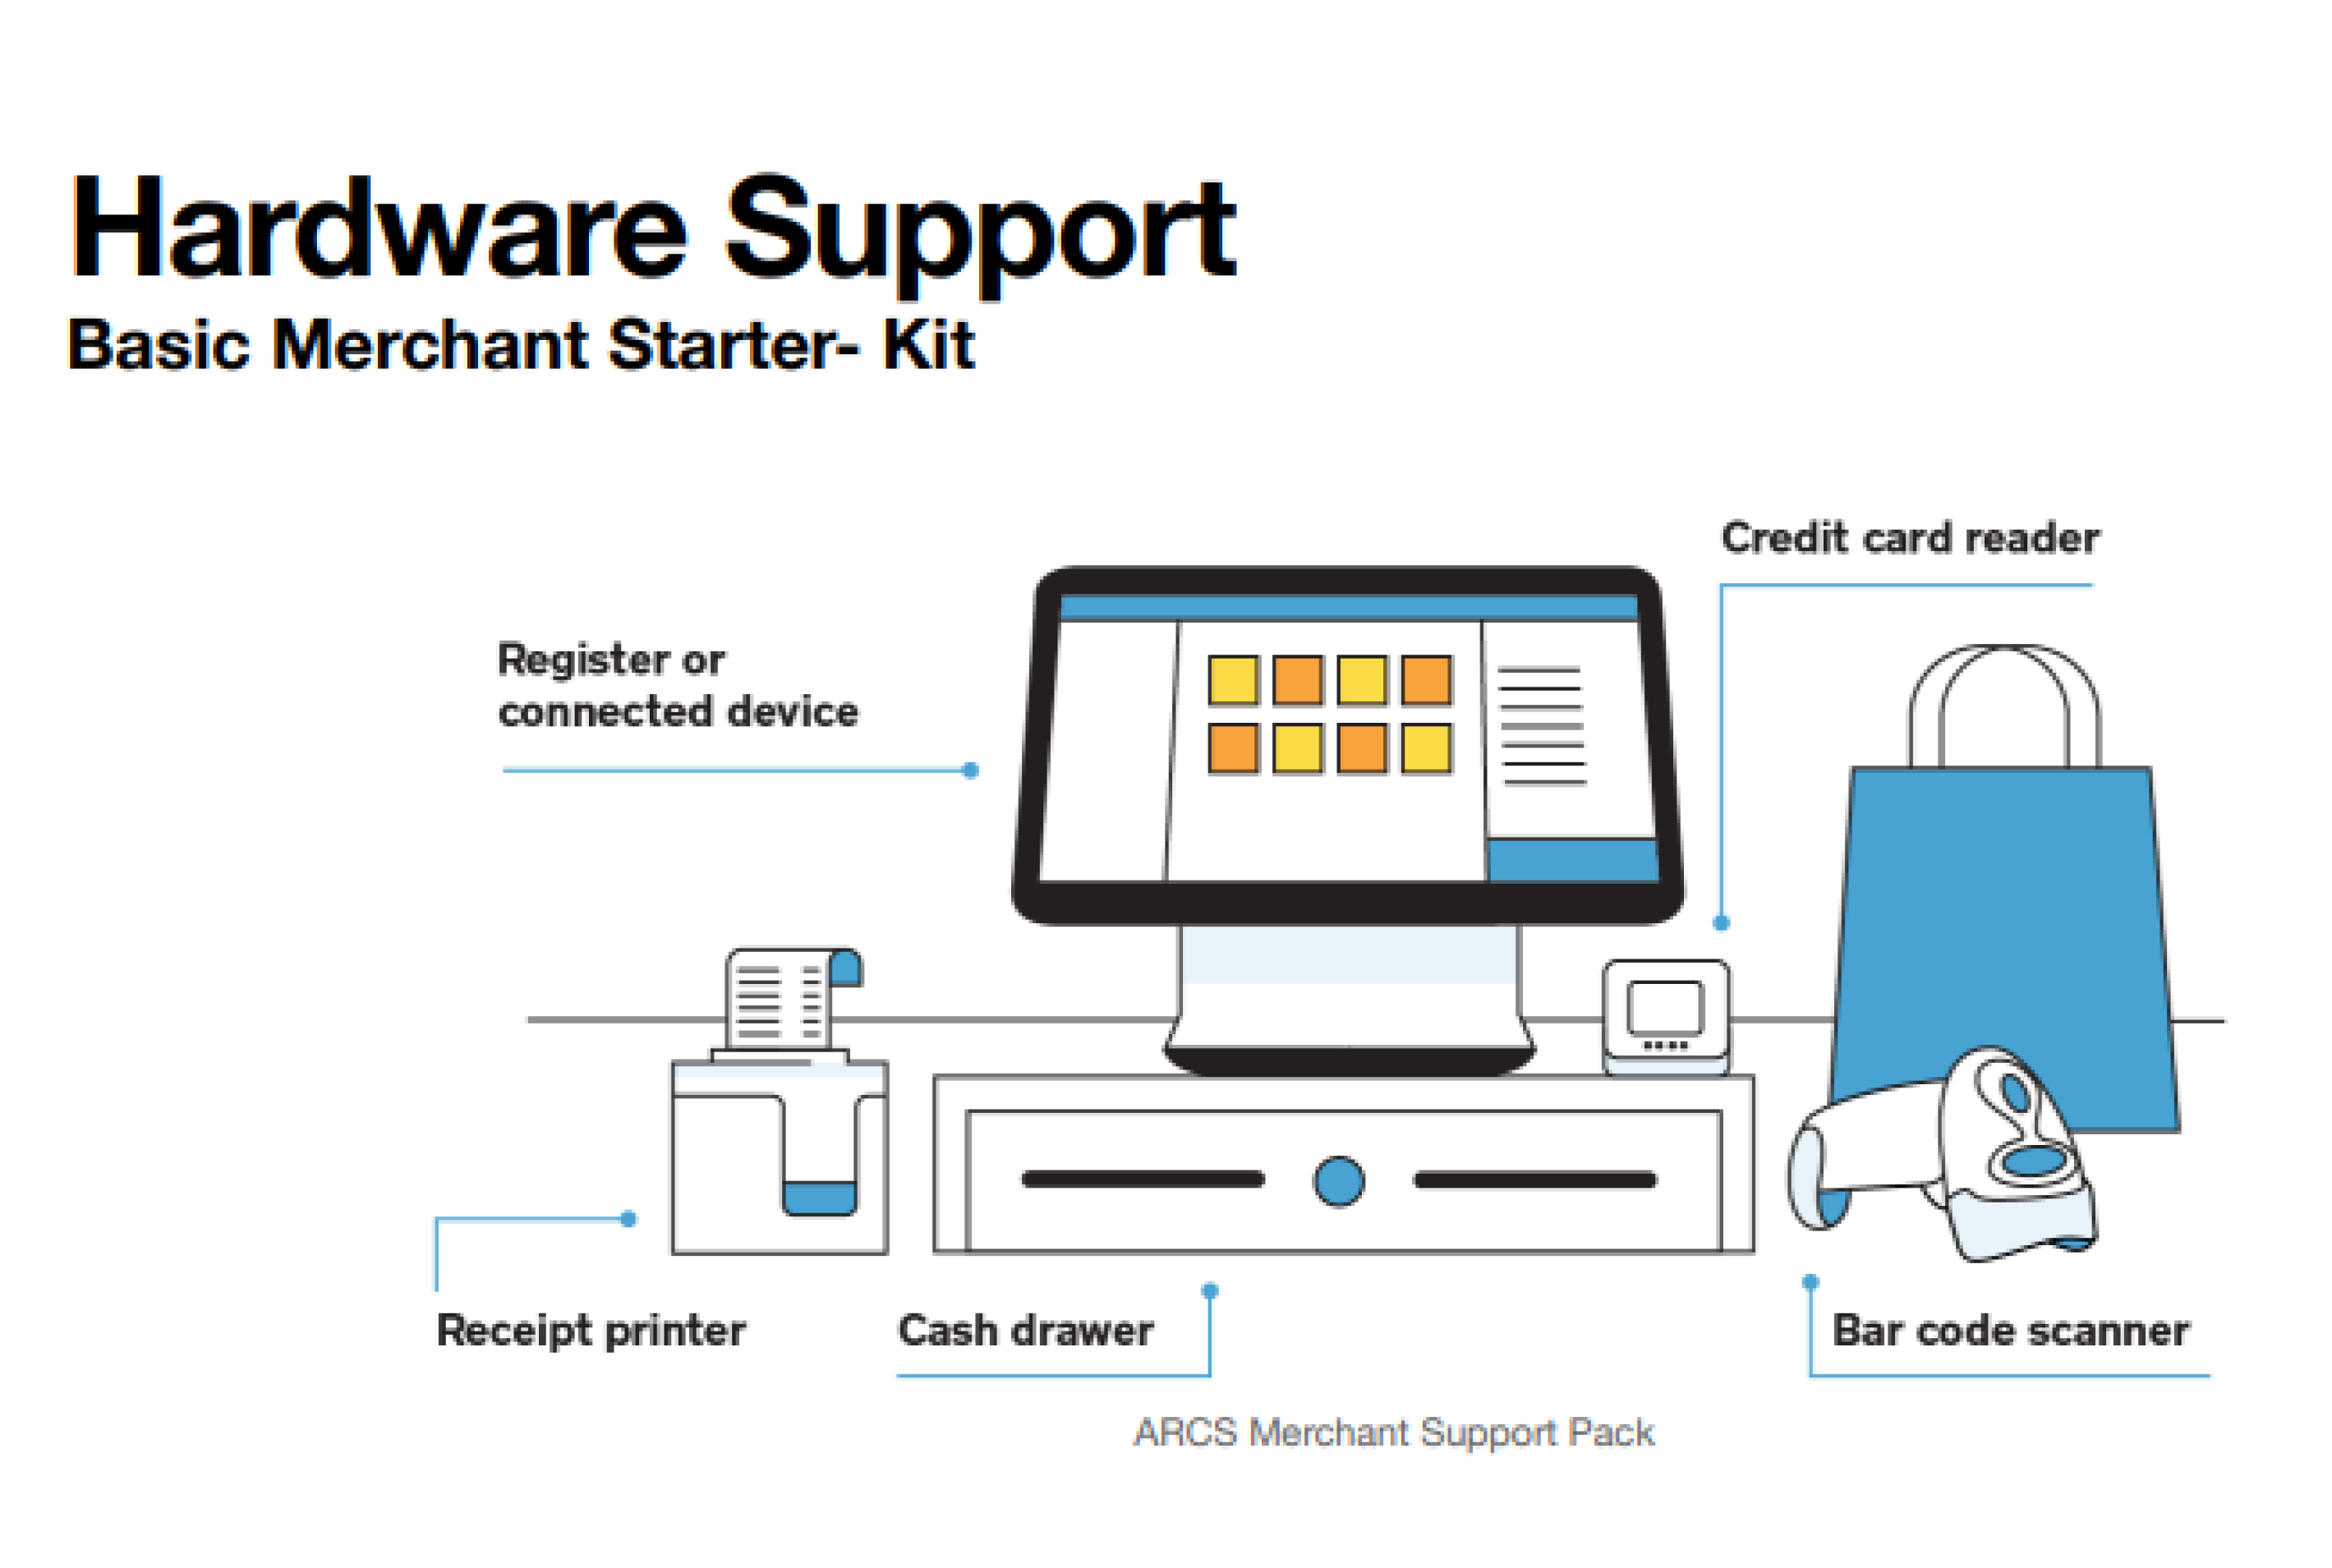 Hardware Support
Basic Merchant Starter- Kit
Credit card reader
Register or
connected device
Receipt printer
Cash drawer
Bar code scanner
ARCS Merchant Support Pack